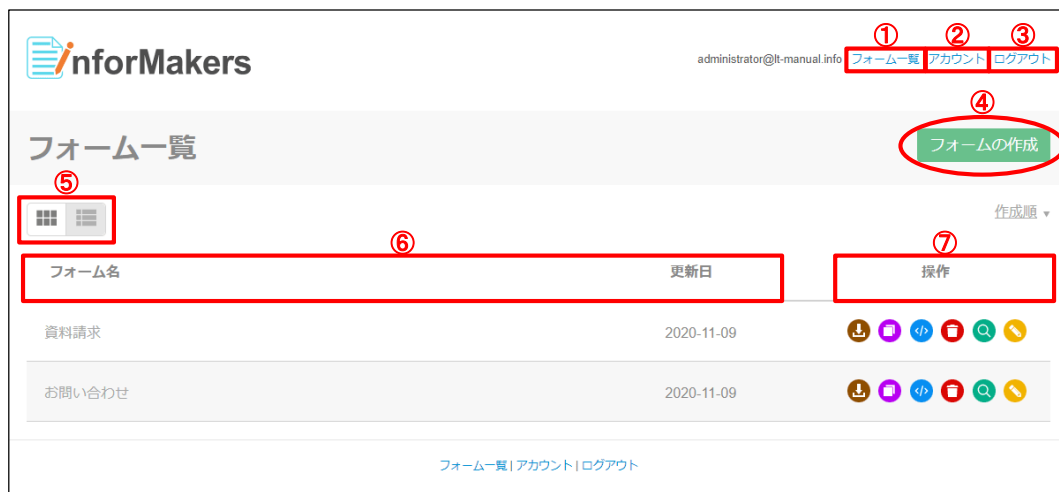 ① ② ③
inforMakers
administrator@lt-manual.info フォーム一覧 アカウント ログアウト
④
フォーム一覧 フォームの作成
⑤
作成順 ▼
⑥ ⑦
フォーム名 更新日 操作
資料請求 2020-11-09
お問い合わせ 2020-11-09
フォーム一覧 | アカウント | ログアウト